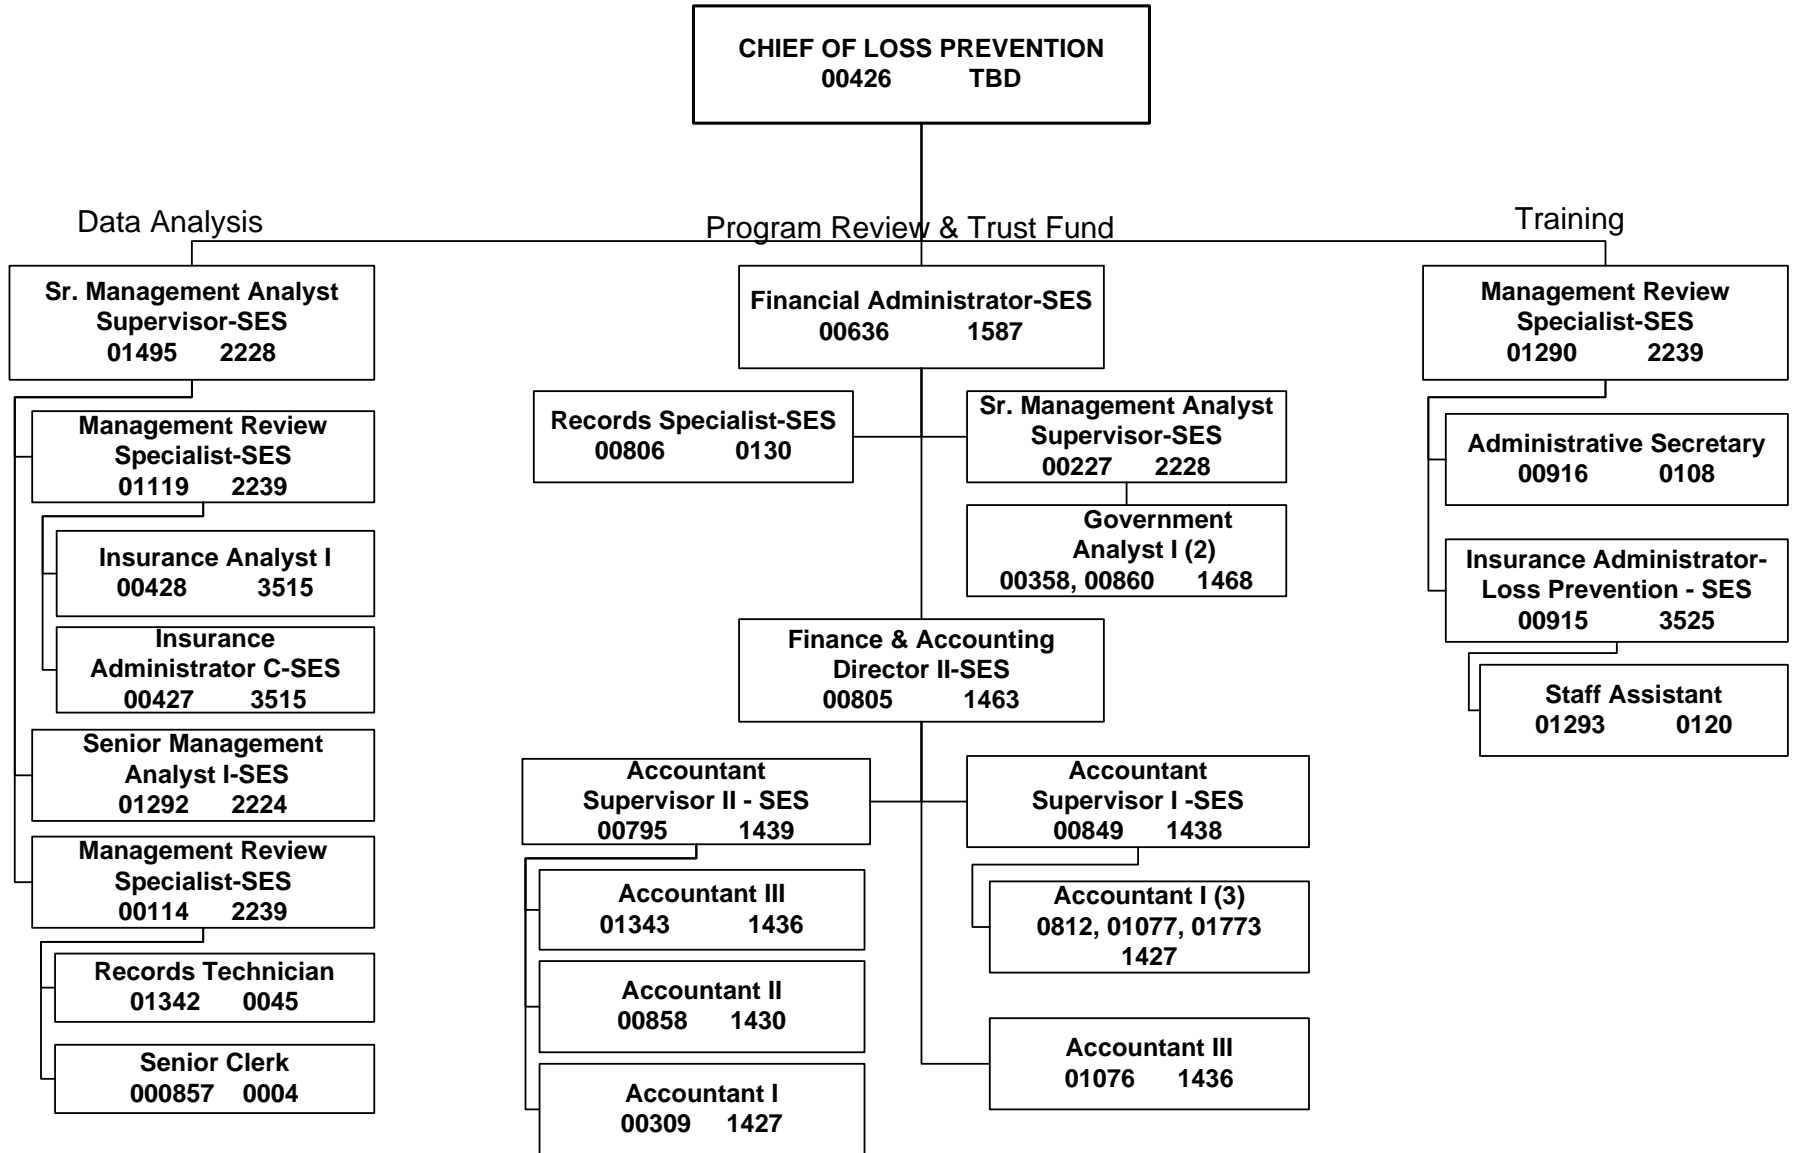 CHIEF OF LOSS PREVENTION
00426 TBD
Data Analysis
Program Review & Trust Fund
Training
Sr. Management Analyst
Supervisor-SES
01495 2228
Management Review
Specialist-SES
01119 2239
Insurance Analyst I
00428 3515
Insurance
Administrator C-SES
00427 3515
Senior Management
Analyst I-SES
01292 2224
Management Review
Specialist-SES
00114 2239
Records Technician
01342 0045
Senior Clerk
000857 0004
Financial Administrator-SES
00636 1587
Records Specialist-SES
00806 0130
Sr. Management Analyst
Supervisor-SES
00227 2228
Government
Analyst I (2)
00358, 00860 1468
Finance & Accounting
Director II-SES
00805 1463
Accountant
Supervisor II - SES
00795 1439
Accountant III
01343 1436
Accountant II
00858 1430
Accountant I
00309 1427
Accountant
Supervisor I -SES
00849 1438
Accountant I (3)
0812, 01077, 01773
1427
Accountant III
01076 1436
Management Review
Specialist-SES
01290 2239
Administrative Secretary
00916 0108
Insurance Administrator-
Loss Prevention - SES
00915 3525
Staff Assistant
01293 0120